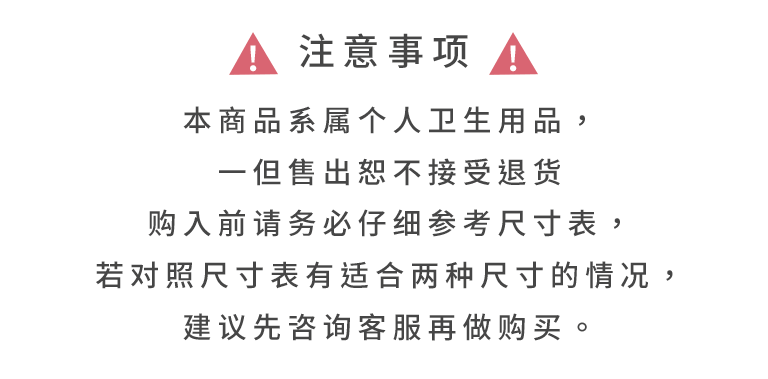 注意事项
本商品系属个人卫生用品，
一但售出恕不接受退货
购入前请务必仔细参考尺寸表，
若对照尺寸表有适合两种尺寸的情况，
建议先咨询客服再做购买。